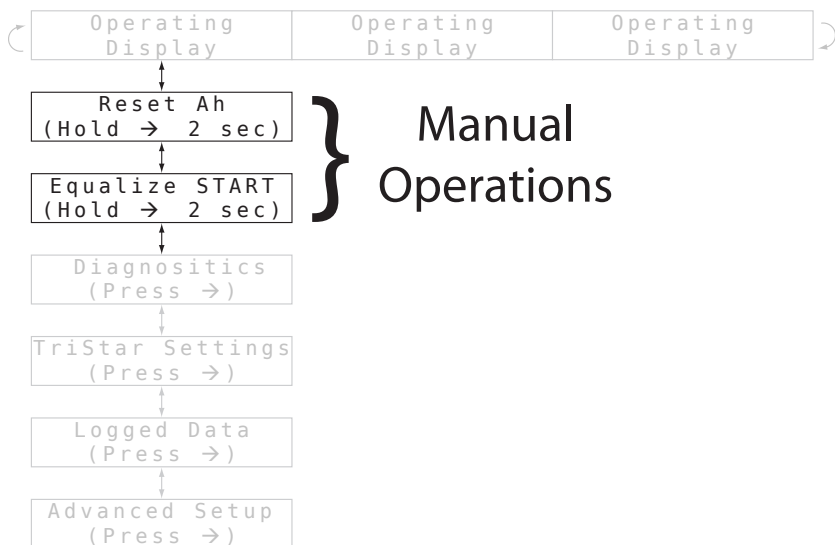 Operating Operating Operating
Display Display Display
Reset Ah
(Hold → 2 sec)
Manual
Equalize START
(Hold → 2 sec)
Operations
Diagnositics
(Press →)
TriStar Settings
(Press →)
Logged Data
(Press →)
Advanced Setup
(Press →)